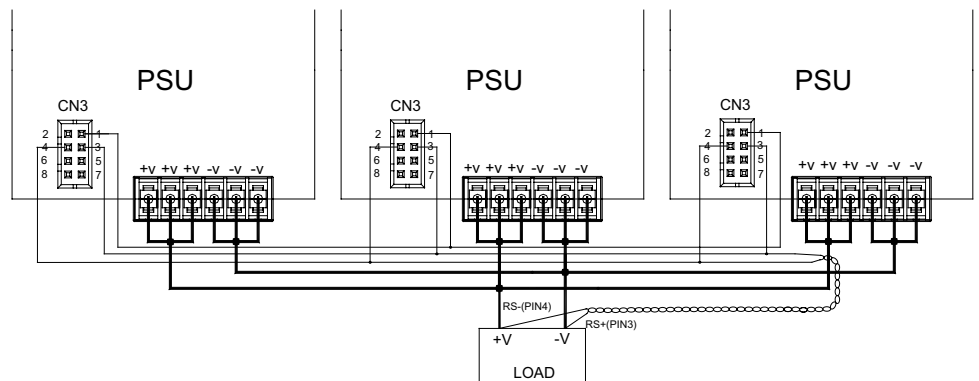 PSU PSU PSU
CN3 CN3 CN3
2 1 2 1 2 1
4 3 4 3 4 3
6 5 6 5 6 5
8 7 8 7 8 7
+V +V +V -V -V -V +V +V +V -V -V -V +V +V +V -V -V -V
RS-(PIN4)
RS+(PIN3)
+V -V
LOAD